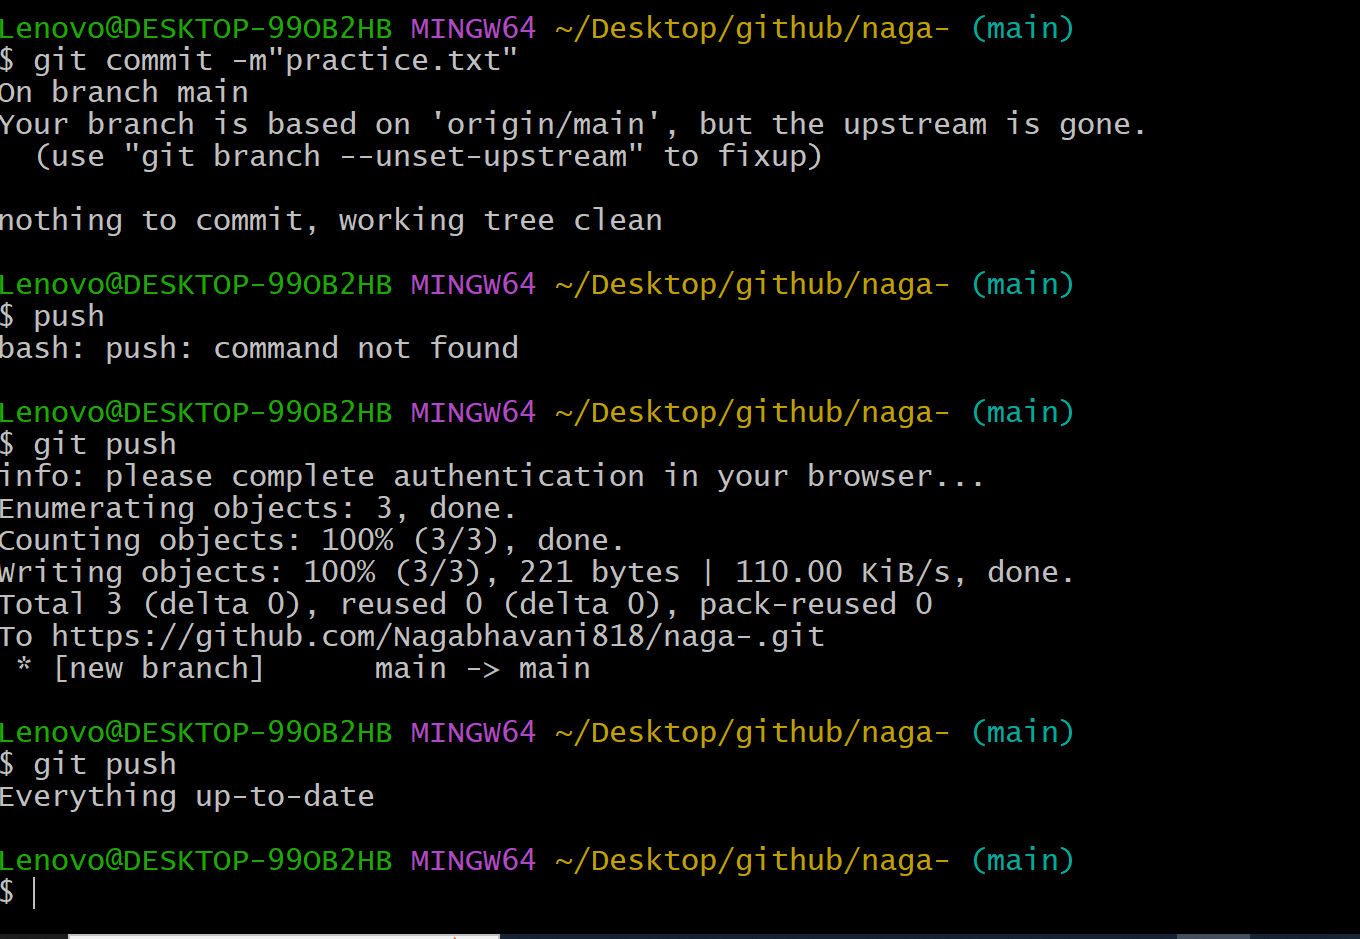 Lenovo@DESKTOP-99OB2HB MINGW64 ~/Desktop/github/naga- (main)
$ git commit -m"practice.txt"
On branch main
Your branch is based on 'origin/main', but the upstream is gone.
  (use "git branch --unset-upstream" to fixup)
nothing to commit, working tree clean
Lenovo@DESKTOP-99OB2HB MINGW64 ~/Desktop/github/naga- (main)
$ push
bash: push: command not found
Lenovo@DESKTOP-99OB2HB MINGW64 ~/Desktop/github/naga- (main)
$ git push
info: please complete authentication in your browser...
Enumerating objects: 3, done.
Counting objects: 100% (3/3), done.
Writing objects: 100% (3/3), 221 bytes | 110.00 KiB/s, done.
Total 3 (delta 0), reused 0 (delta 0), pack-reused 0
To https://github.com/Nagabhavani818/naga-.git
 * [new branch]      main -> main
Lenovo@DESKTOP-99OB2HB MINGW64 ~/Desktop/github/naga- (main)
$ git push
Everything up-to-date
Lenovo@DESKTOP-99OB2HB MINGW64 ~/Desktop/github/naga- (main)
$